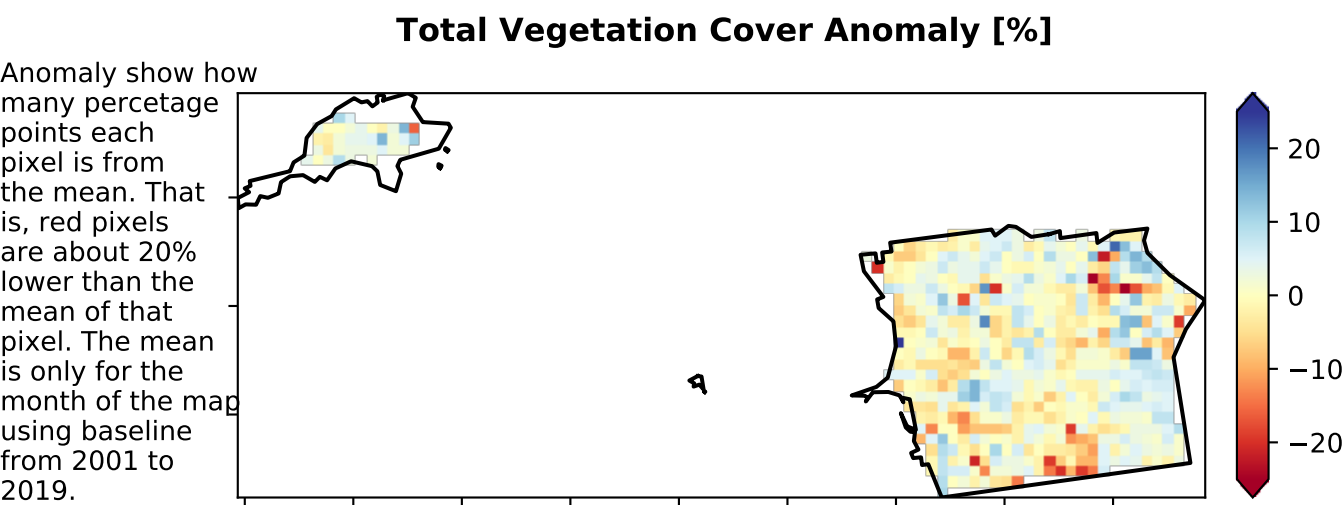 Total Vegetation Cover Anomaly [%]
Anomaly show how
many percetage
points each
pixel is from
the mean. That
is, red pixels
are about 20%
lower than the
mean of that
pixel. The mean
is only for the
month of the map
using baseline
from 2001 to
2019.
20
10
0
−10
−20